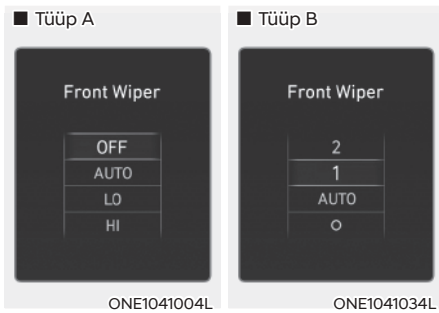 ■ Tüüp A
Front Wiper
OFF
AUTO
LO
HI
ONE1041004L
■ Tüüp B
Front Wiper
2
1
AUTO
O
ONE1041034L